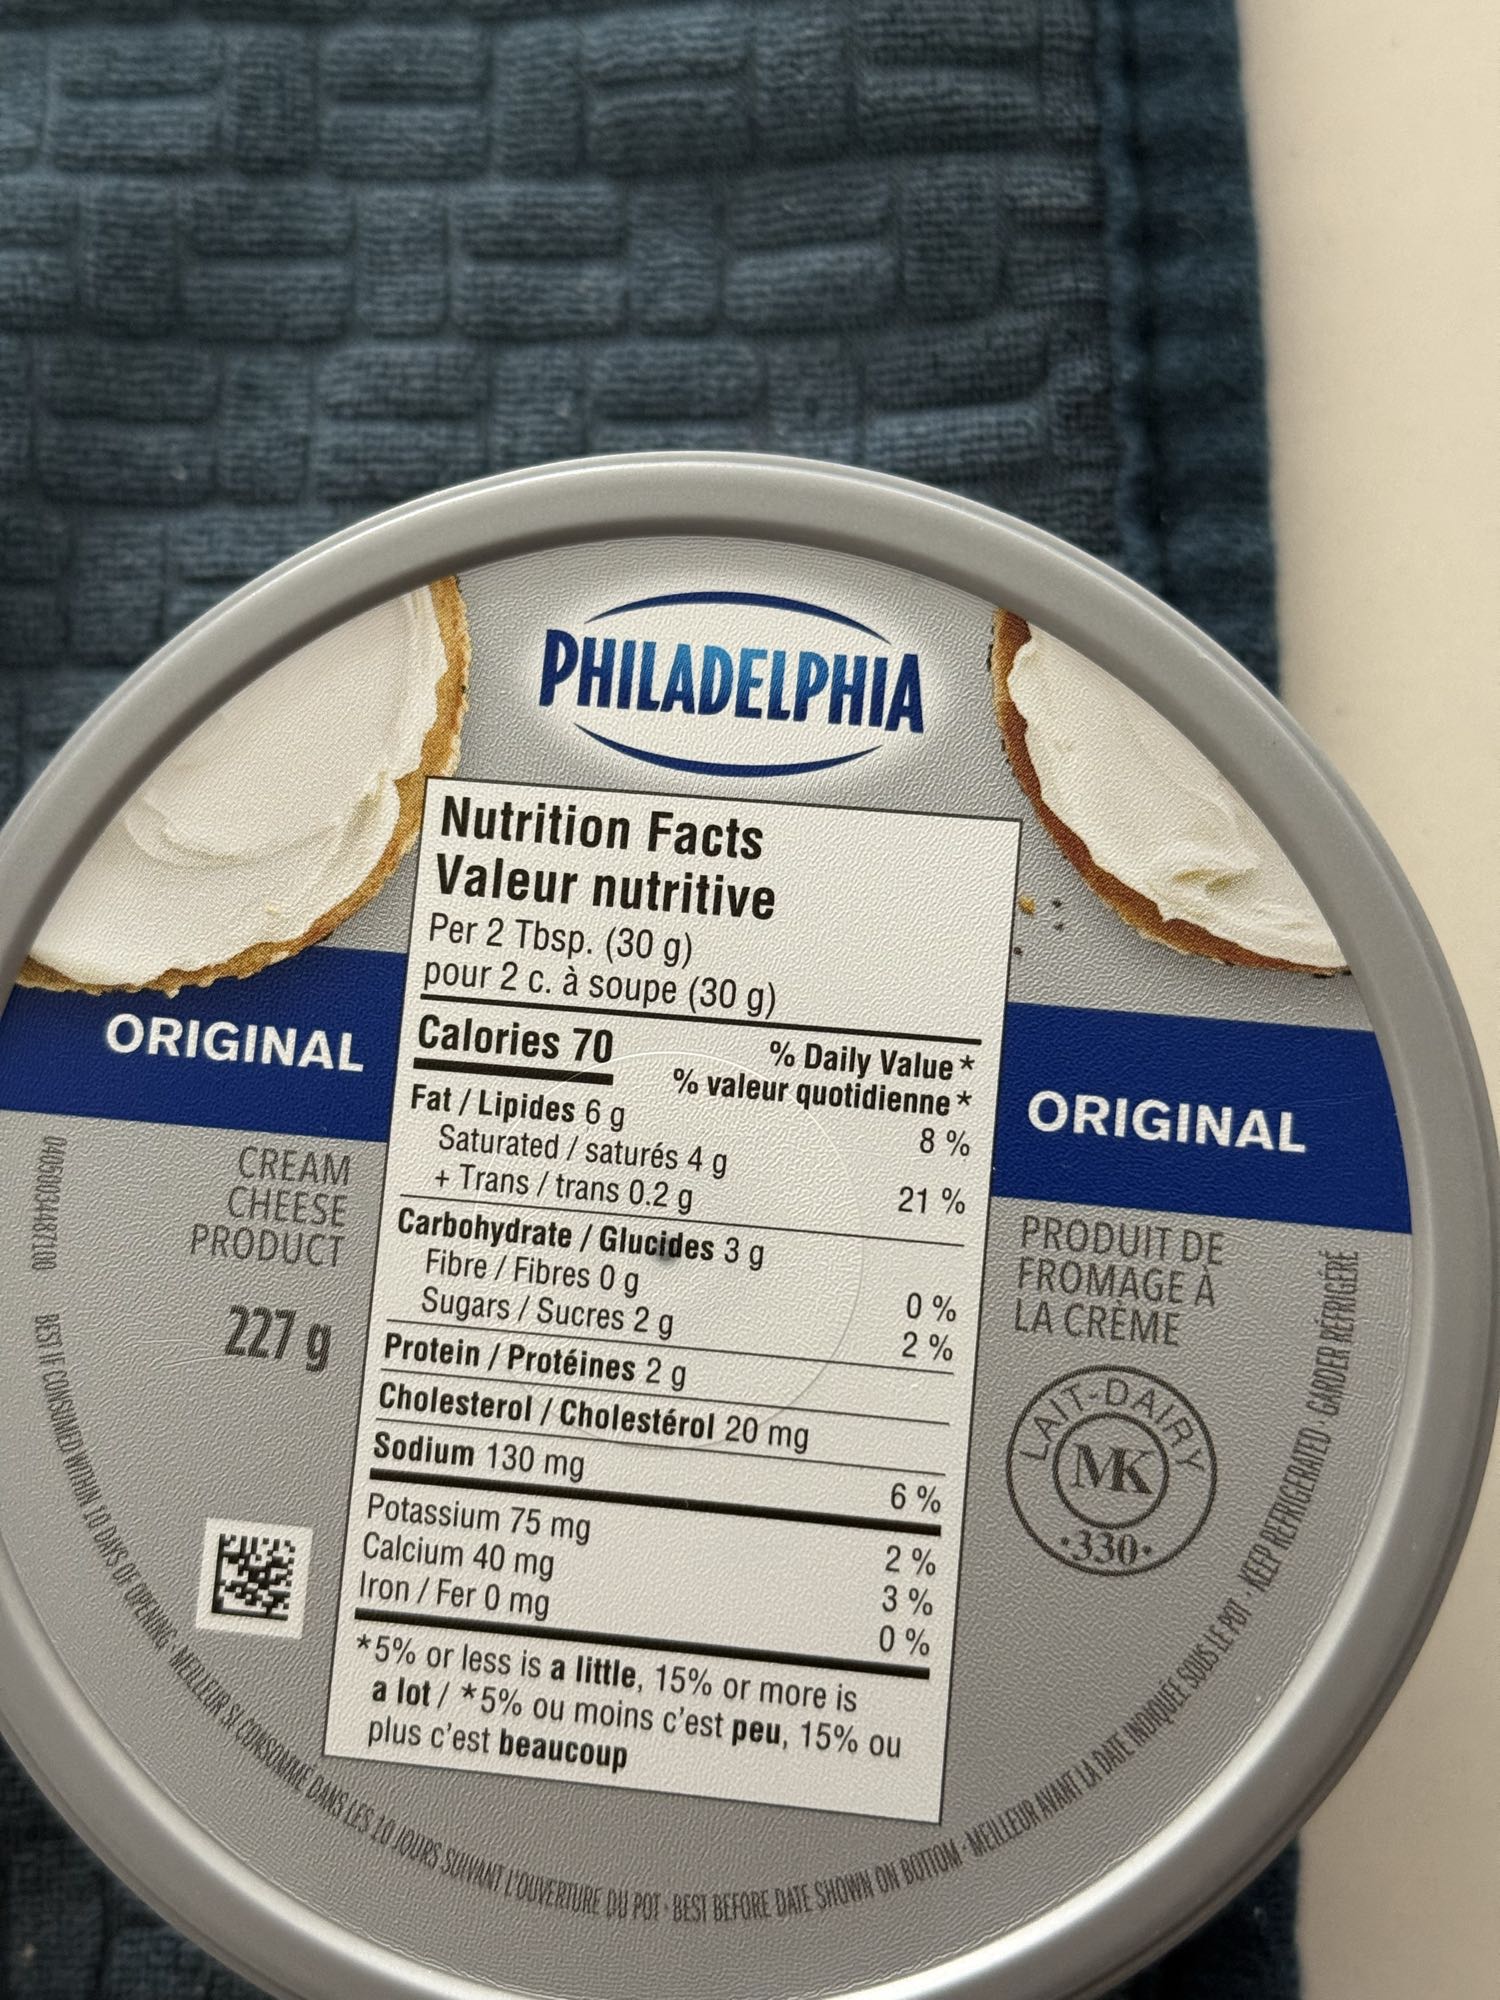 PHILADELPHIA
Nutrition Facts
Valeur nutritive
Per 2 Tbsp. (30 g)
pour 2 c. à soupe (30 g)
Calories 70
% Daily Value*
% valeur quotidienne*
Fat / Lipides 6 g 8 %
Saturated / saturés 4 g
+ Trans / trans 0.2 g 21 %
Carbohydrate / Glucides 3 g
Fibre / Fibres 0 g 0 %
Sugars / Sucres 2 g 2 %
Protein / Protéines 2 g
Cholesterol / Cholestérol 20 mg
Sodium 130 mg 6 %
Potassium 75 mg 2 %
Calcium 40 mg 3 %
Iron / Fer 0 mg 0 %
*5% or less is a little, 15% or more is
a lot / *5% ou moins c'est peu, 15% ou
plus c'est beaucoup
ORIGINAL
CREAM
CHEESE
PRODUCT
227 g
ORIGINAL
PRODUIT DE
FROMAGE À
LA CRÈME
LAIT-DAIRY
MK
•330•
BEST IF CONSUMED WITHIN 10 DAYS OF OPENING • MEILLEUR SI CONSOMMÉ DANS LES 10 JOURS SUIVANT L'OUVERTURE DU POT • BEST BEFORE DATE SHOWN ON BOTTOM • MEILLEUR AVANT LA DATE INDIQUÉE SOUS LE POT • KEEP REFRIGERATED • GARDER RÉFRIGÉRÉ